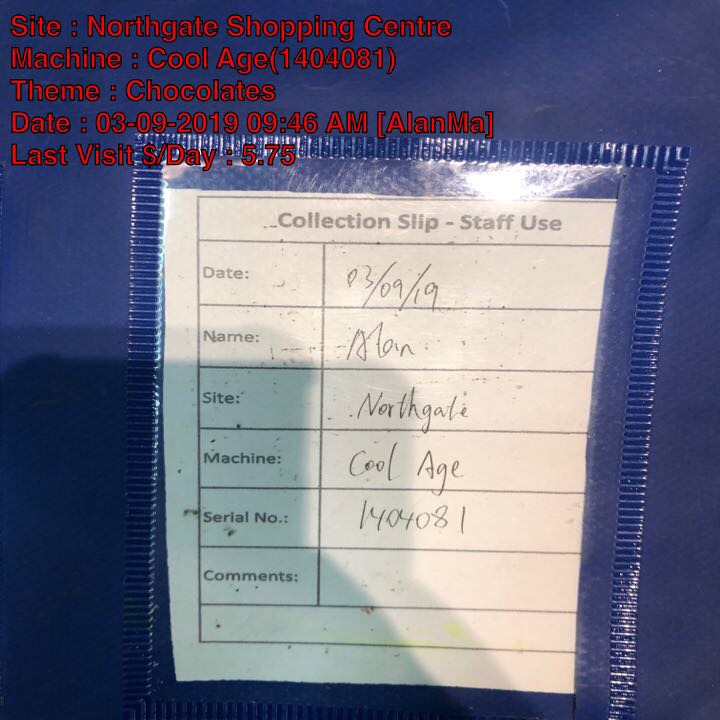 Site : Northgate Shopping Centre
Machine : Cool Age(1404081)
Theme : Chocolates
Date : 03-09-2019 09:46 AM [AlanMa]
Last Visit $/Day : 5.75
Collection Slip - Staff Use
Date: 03/09/19
Name: Alan
Site: Northgate
Machine: Cool Age
Serial No.: 1404081
Comments: